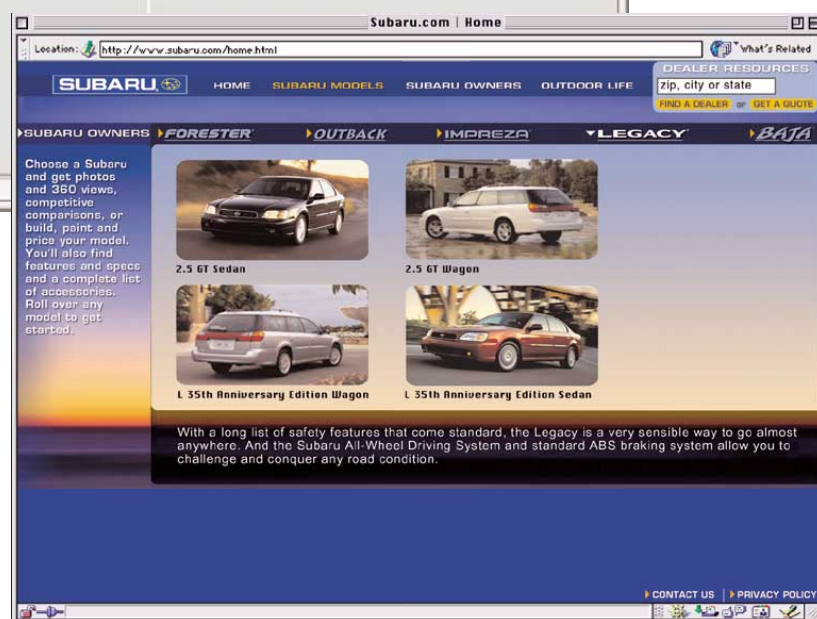 Subaru.com | Home
Location: http://www.subaru.com/home.html What's Related
SUBARU HOME SUBARU MODELS SUBARU OWNERS OUTDOOR LIFE
DEALER RESOURCES
zip, city or state
FIND A DEALER or GET A QUOTE
SUBARU OWNERS FORESTER OUTBACK IMPREZA LEGACY BAJA
Choose a Subaru
and get photos
and 360 views,
competitive
comparisons, or
build, paint and
price your model.
You'll also find
features and specs
and a complete list
of accessories.
Roll over any
model to get
started.
2.5 GT Sedan
2.5 GT Wagon
L 35th Anniversary Edition Wagon
L 35th Anniversary Edition Sedan
With a long list of safety features that come standard, the Legacy is a very sensible way to go almost
anywhere. And the Subaru All-Wheel Driving System and standard ABS braking system allow you to
challenge and conquer any road condition.
CONTACT US | PRIVACY POLICY